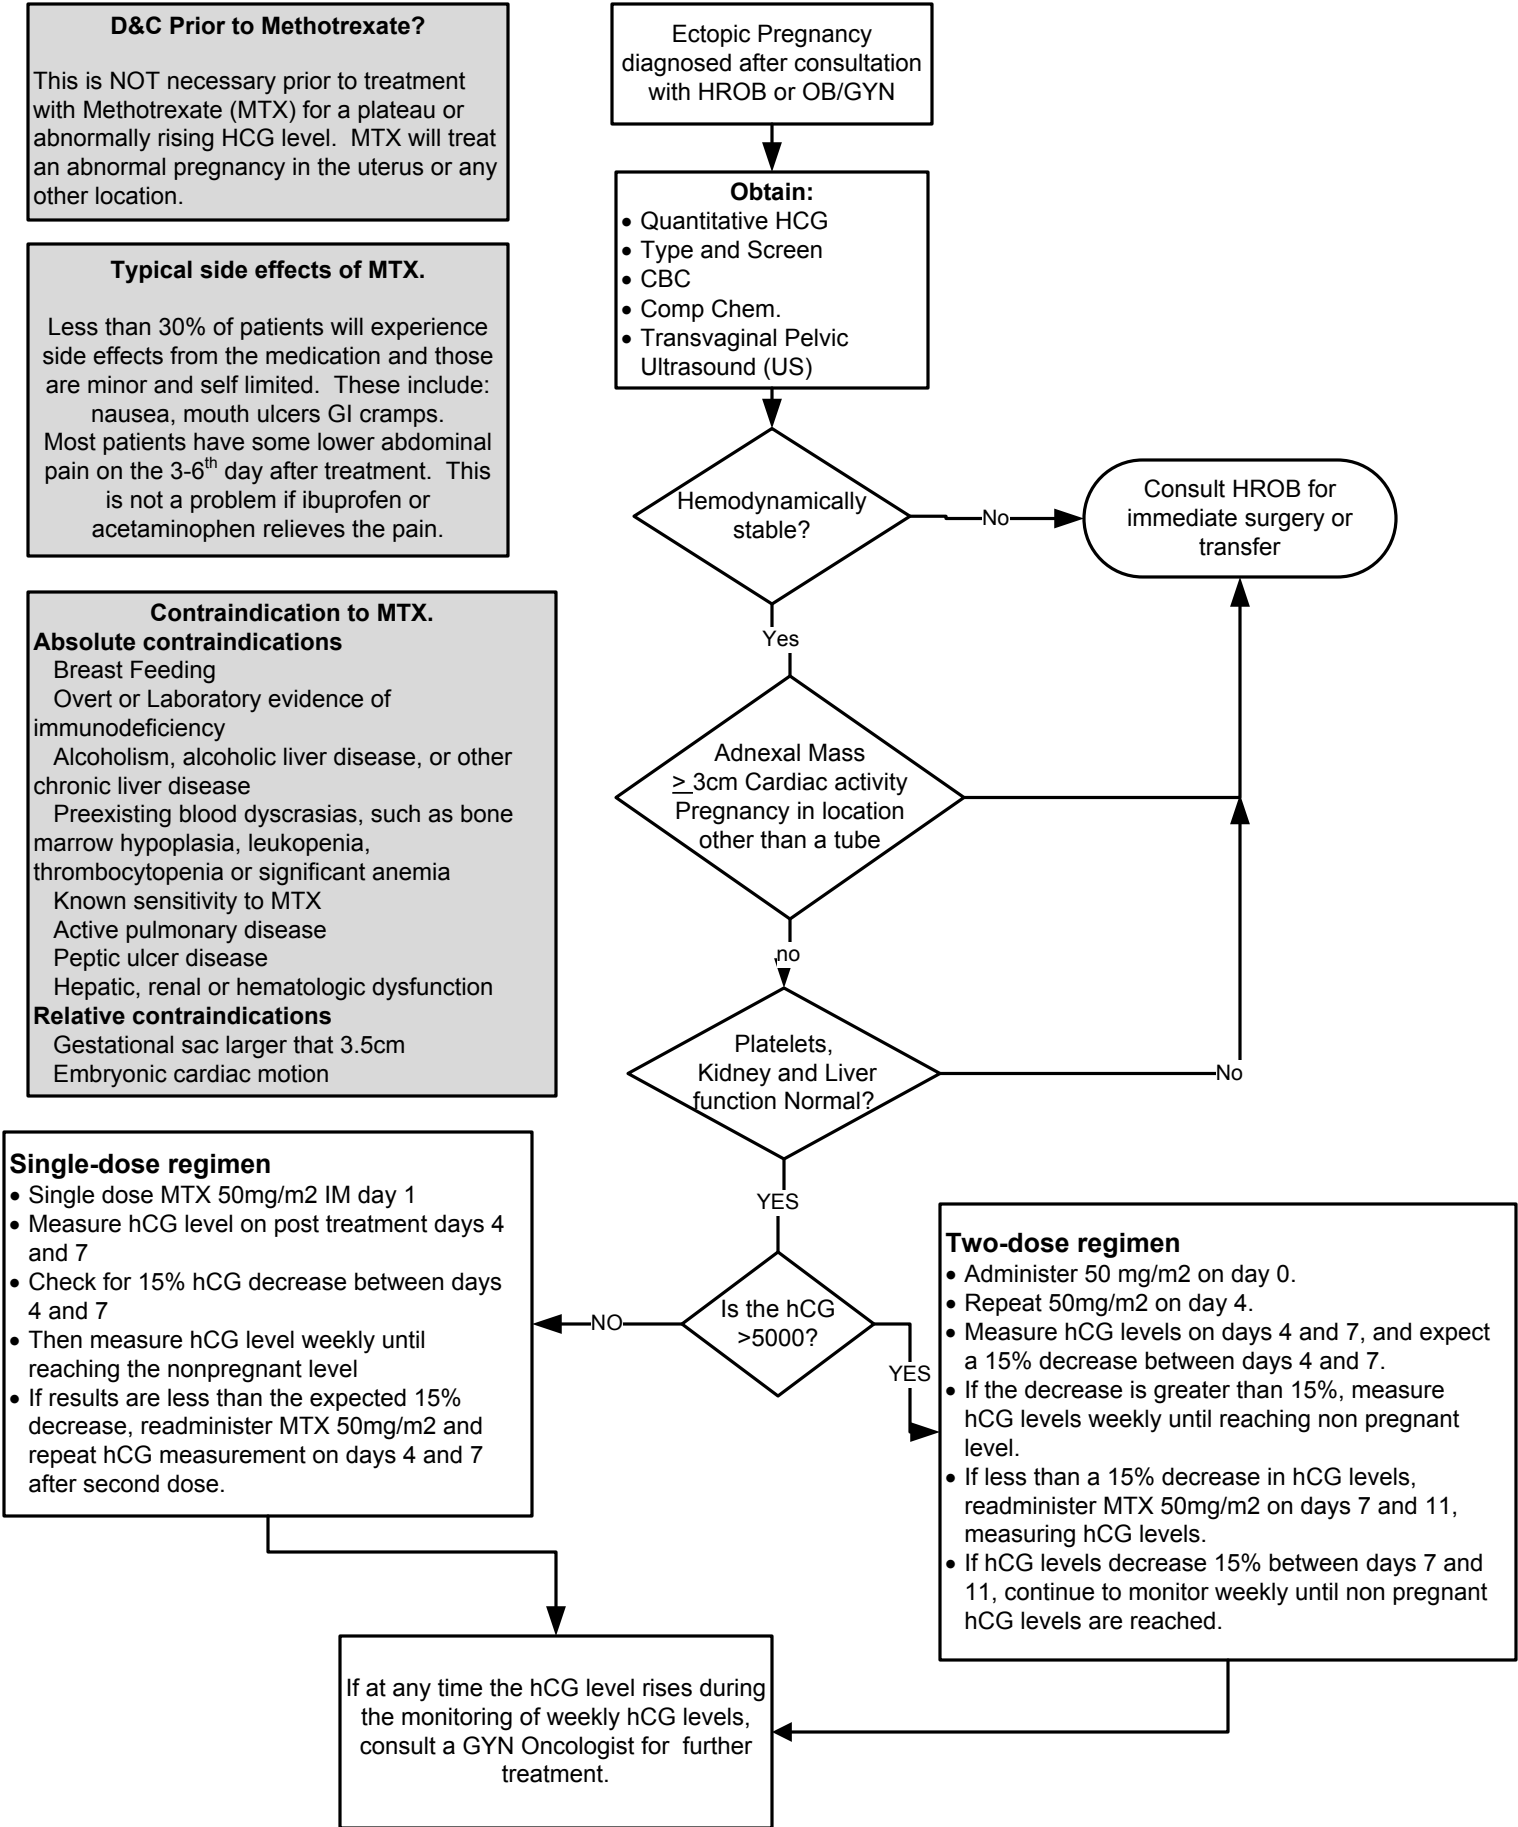 D&C Prior to Methotrexate?
This is NOT necessary prior to treatment
with Methotrexate (MTX) for a plateau or
abnormally rising HCG level.  MTX will treat
an abnormal pregnancy in the uterus or any
other location.
Typical side effects of MTX.
Less than 30% of patients will experience
side effects from the medication and those
are minor and self limited.  These include:
nausea, mouth ulcers GI cramps.
Most patients have some lower abdominal
pain on the 3-6th day after treatment.  This
is not a problem if ibuprofen or
acetaminophen relieves the pain.
Contraindication to MTX.
Absolute contraindications
Breast Feeding
Overt or Laboratory evidence of
immunodeficiency
Alcoholism, alcoholic liver disease, or other
chronic liver disease
Preexisting blood dyscrasias, such as bone
marrow hypoplasia, leukopenia,
thrombocytopenia or significant anemia
Known sensitivity to MTX
Active pulmonary disease
Peptic ulcer disease
Hepatic, renal or hematologic dysfunction
Relative contraindications
Gestational sac larger that 3.5cm
Embryonic cardiac motion
Ectopic Pregnancy
diagnosed after consultation
with HROB or OB/GYN
Obtain:
• Quantitative HCG
• Type and Screen
• CBC
• Comp Chem.
• Transvaginal Pelvic
Ultrasound (US)
Hemodynamically
stable?
No
Consult HROB for
immediate surgery or
transfer
Yes
Adnexal Mass
≥ 3cm Cardiac activity
Pregnancy in location
other than a tube
no
Platelets,
Kidney and Liver
function Normal?
No
YES
Is the hCG
>5000?
NO
YES
Single-dose regimen
• Single dose MTX 50mg/m2 IM day 1
• Measure hCG level on post treatment days 4
and 7
• Check for 15% hCG decrease between days
4 and 7
• Then measure hCG level weekly until
reaching the nonpregnant level
• If results are less than the expected 15%
decrease, readminister MTX 50mg/m2 and
repeat hCG measurement on days 4 and 7
after second dose.
Two-dose regimen
• Administer 50 mg/m2 on day 0.
• Repeat 50mg/m2 on day 4.
• Measure hCG levels on days 4 and 7, and expect
a 15% decrease between days 4 and 7.
• If the decrease is greater than 15%, measure
hCG levels weekly until reaching non pregnant
level.
• If less than a 15% decrease in hCG levels,
readminister MTX 50mg/m2 on days 7 and 11,
measuring hCG levels.
• If hCG levels decrease 15% between days 7 and
11, continue to monitor weekly until non pregnant
hCG levels are reached.
If at any time the hCG level rises during
the monitoring of weekly hCG levels,
consult a GYN Oncologist for  further
treatment.